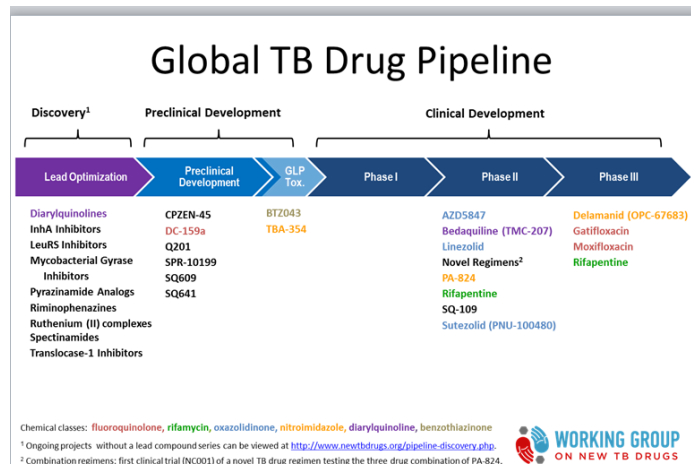 Global TB Drug Pipeline
Discovery1
Preclinical Development
Clinical Development
Lead Optimization
Preclinical
Development
GLP
Tox.
Phase I
Phase II
Phase III
Diarylquinolines
InhA Inhibitors
LeuRS Inhibitors
Mycobacterial Gyrase
Inhibitors
Pyrazinamide Analogs
Riminophenazines
Ruthenium (II) complexes
Spectinamides
Translocase-1 Inhibitors
CPZEN-45
DC-159a
Q201
SPR-10199
SQ609
SQ641
BTZ043
TBA-354
AZD5847
Bedaquiline (TMC-207)
Linezolid
Novel Regimens2
PA-824
Rifapentine
SQ-109
Sutezolid (PNU-100480)
Delamanid (OPC-67683)
Gatifloxacin
Moxifloxacin
Rifapentine
Chemical classes: fluoroquinolone, rifamycin, oxazolidinone, nitroimidazole, diarylquinoline, benzothiazinone
1 Ongoing projects without a lead compound series can be viewed at http://www.newtbdrugs.org/pipeline-discovery.php.
2 Combination regimens: first clinical trial (NC001) of a novel TB drug regimen testing the three drug combination of PA-824,
WORKING GROUP
ON NEW TB DRUGS